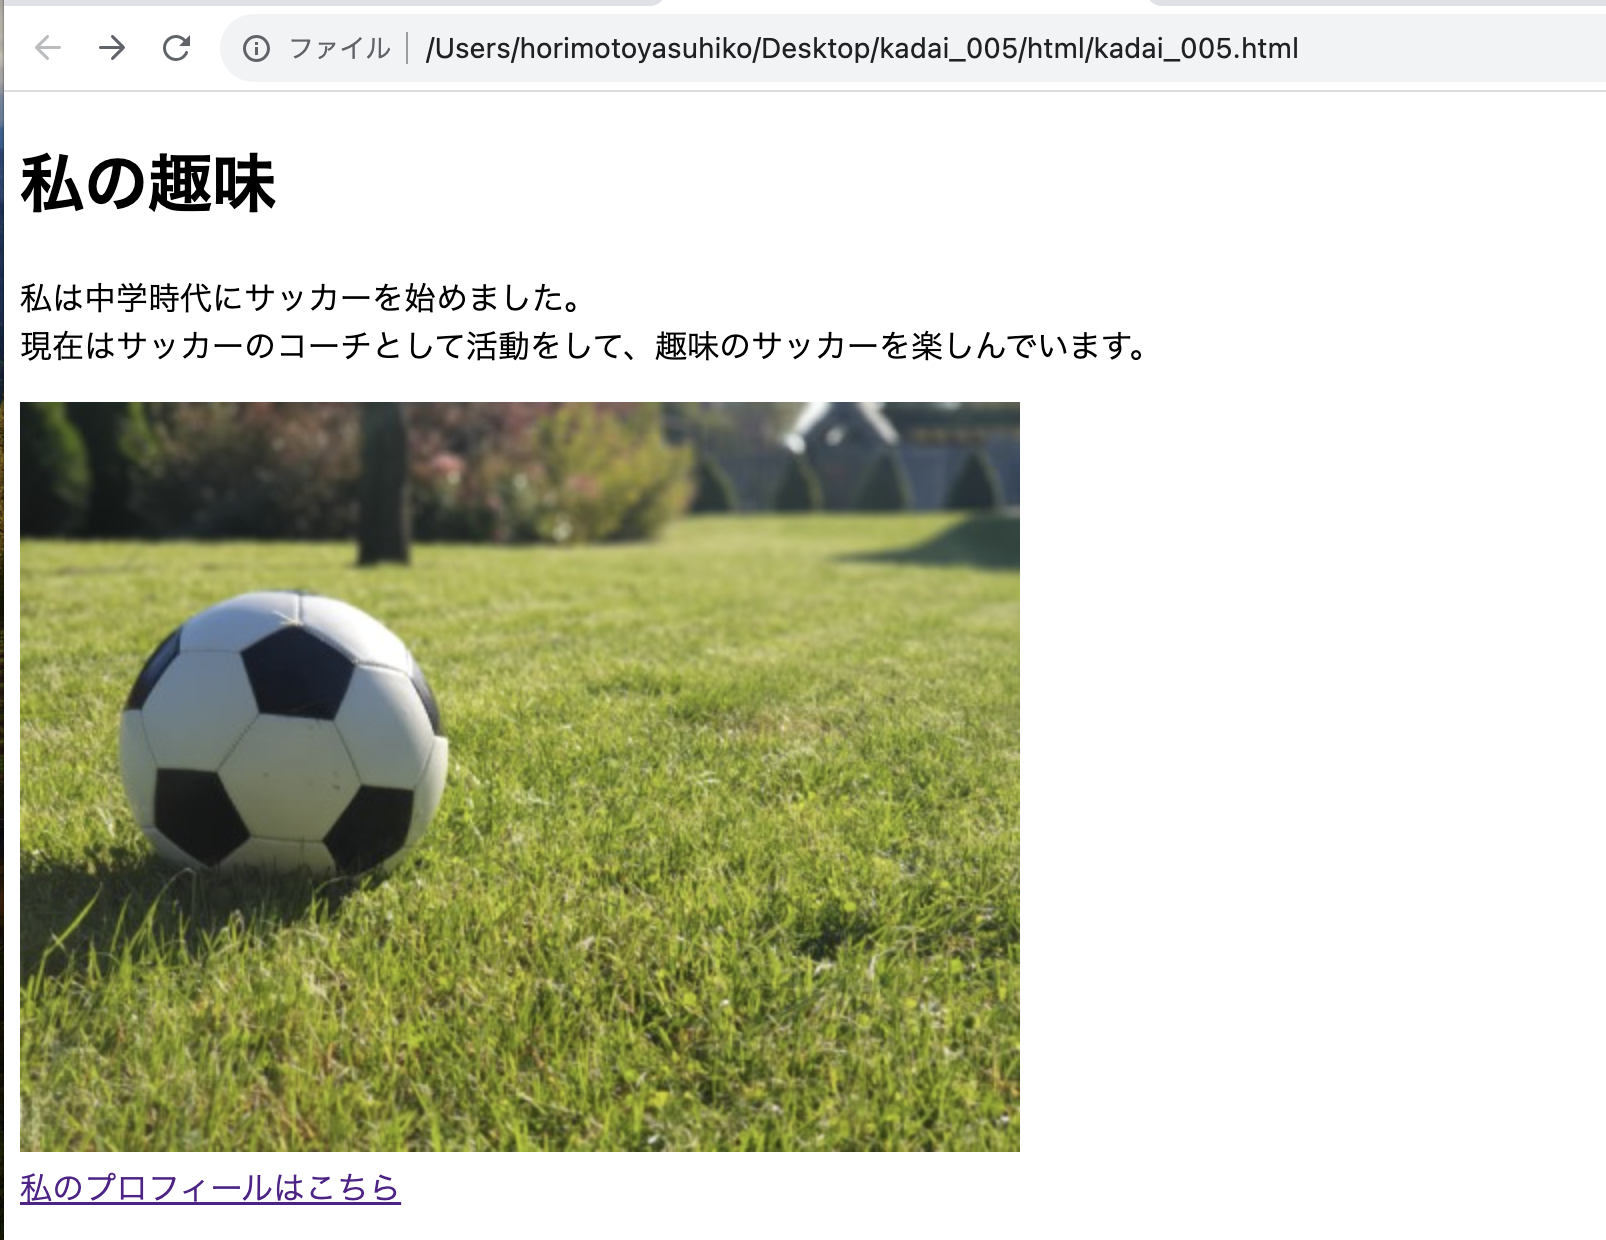 ファイル /Users/horimotoyasuhiko/Desktop/kadai_005/html/kadai_005.html
私の趣味
私は中学時代にサッカーを始めました。
現在はサッカーのコーチとして活動をして、趣味のサッカーを楽しんでいます。
私のプロフィールはこちら